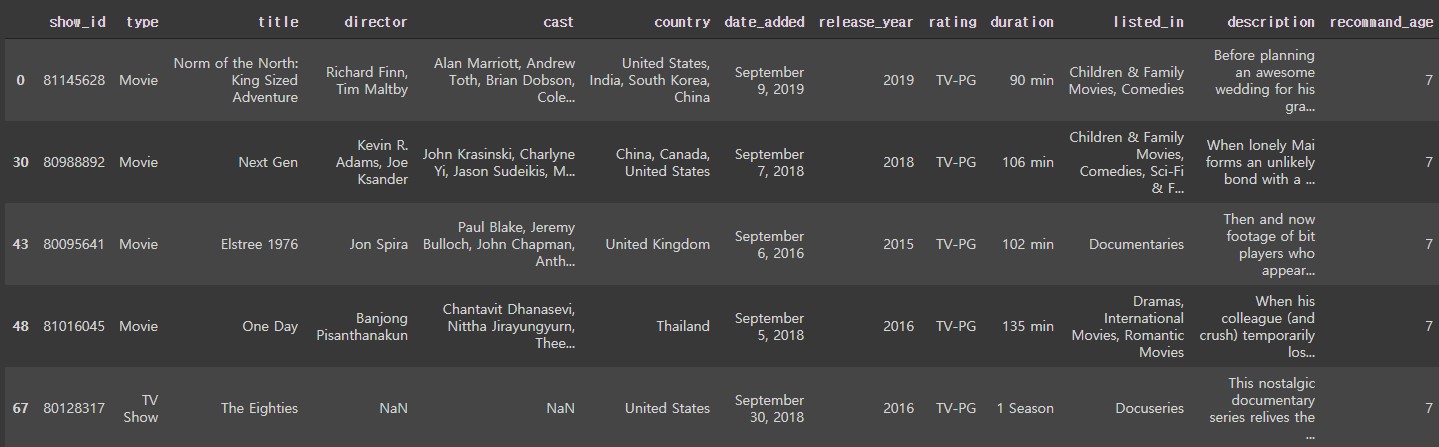 show_id type title director cast country date_added release_year rating duration listed_in description recommand_age
0 81145628 Movie Norm of the North: King Sized Adventure Richard Finn, Tim Maltby Alan Marriott, Andrew Toth, Brian Dobson, Cole... United States, India, South Korea, China September 9, 2019 2019 TV-PG 90 min Children & Family Movies, Comedies Before planning an awesome wedding for his gra... 7
30 80988892 Movie Next Gen Kevin R. Adams, Joe Ksander John Krasinski, Charlyne Yi, Jason Sudeikis, M... China, Canada, United States September 7, 2018 2018 TV-PG 106 min Children & Family Movies, Comedies, Sci-Fi & F... When lonely Mai forms an unlikely bond with a ... 7
43 80095641 Movie Elstree 1976 Jon Spira Paul Blake, Jeremy Bulloch, John Chapman, Anth... United Kingdom September 6, 2016 2015 TV-PG 102 min Documentaries Then and now footage of bit players who appear... 7
48 81016045 Movie One Day Banjong Pisanthanakun Chantavit Dhanasevi, Nittha Jirayungyurn, Thee... Thailand September 5, 2018 2016 TV-PG 135 min Dramas, International Movies, Romantic Movies When his colleague (and crush) temporarily los... 7
67 80128317 TV Show The Eighties NaN NaN United States September 30, 2018 2016 TV-PG 1 Season Docuseries This nostalgic documentary series relives the ... 7